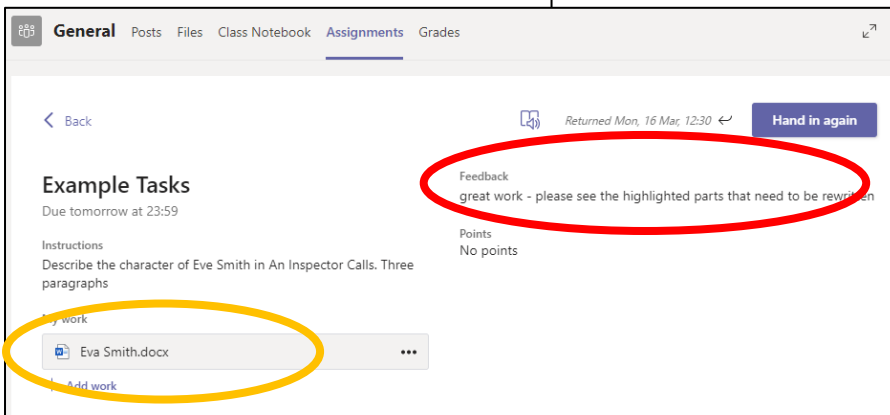 General Posts Files Class Notebook Assignments Grades
Back
Returned Mon, 16 Mar, 12:30
Hand in again
Example Tasks
Due tomorrow at 23:59
Instructions
Describe the character of Eve Smith in An Inspector Calls. Three
paragraphs
My work
Eva Smith.docx
+ Add work
Feedback
great work - please see the highlighted parts that need to be rewritten
Points
No points